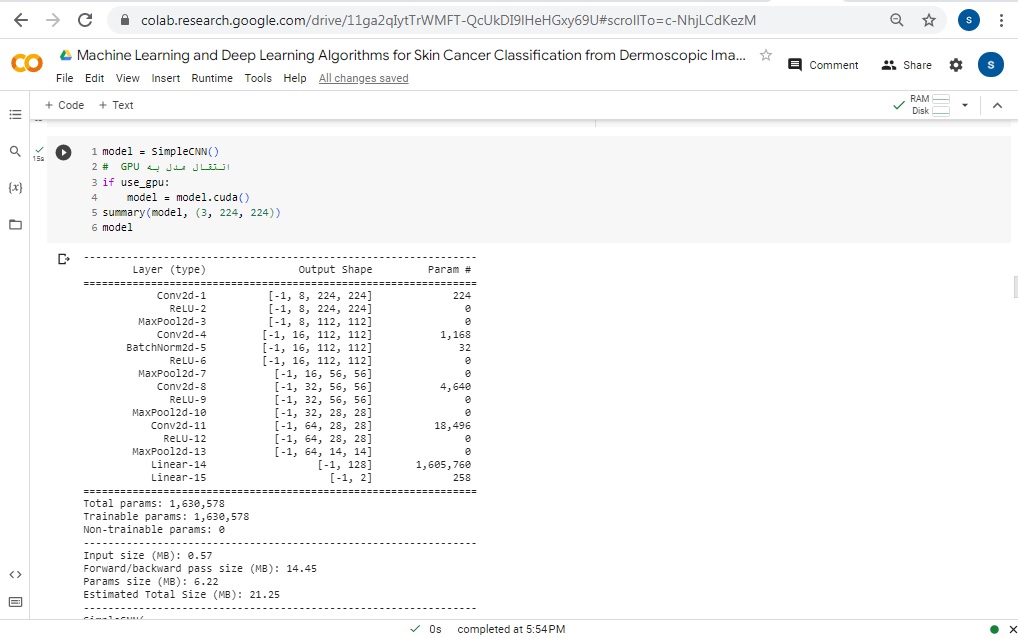 colab.research.google.com/drive/11ga2qIytTrWMFT-QcUkDI9IHeHGxy69U#scrollTo=c-NhjLCdKezM
S
CO
Machine Learning and Deep Learning Algorithms for Skin Cancer Classification from Dermoscopic Ima...
Comment
Share
S
File Edit View Insert Runtime Tools Help All changes saved
+ Code + Text
RAM
Disk
15s
{x}
1 model = SimpleCNN()
2 # انتقال مدل به GPU
3 if use_gpu:
4 model = model.cuda()
5 summary(model, (3, 224, 224))
6 model
----------------------------------------------------------------
Layer (type) Output Shape Param #
================================================================
Conv2d-1 [-1, 8, 224, 224] 224
ReLU-2 [-1, 8, 224, 224] 0
MaxPool2d-3 [-1, 8, 112, 112] 0
Conv2d-4 [-1, 16, 112, 112] 1,168
BatchNorm2d-5 [-1, 16, 112, 112] 32
ReLU-6 [-1, 16, 112, 112] 0
MaxPool2d-7 [-1, 16, 56, 56] 0
Conv2d-8 [-1, 32, 56, 56] 4,640
ReLU-9 [-1, 32, 56, 56] 0
MaxPool2d-10 [-1, 32, 28, 28] 0
Conv2d-11 [-1, 64, 28, 28] 18,496
ReLU-12 [-1, 64, 28, 28] 0
MaxPool2d-13 [-1, 64, 14, 14] 0
Linear-14 [-1, 128] 1,605,760
Linear-15 [-1, 2] 258
================================================================
Total params: 1,630,578
Trainable params: 1,630,578
Non-trainable params: 0
----------------------------------------------------------------
Input size (MB): 0.57
Forward/backward pass size (MB): 14.45
Params size (MB): 6.22
Estimated Total Size (MB): 21.25
----------------------------------------------------------------
0s completed at 5:54 PM